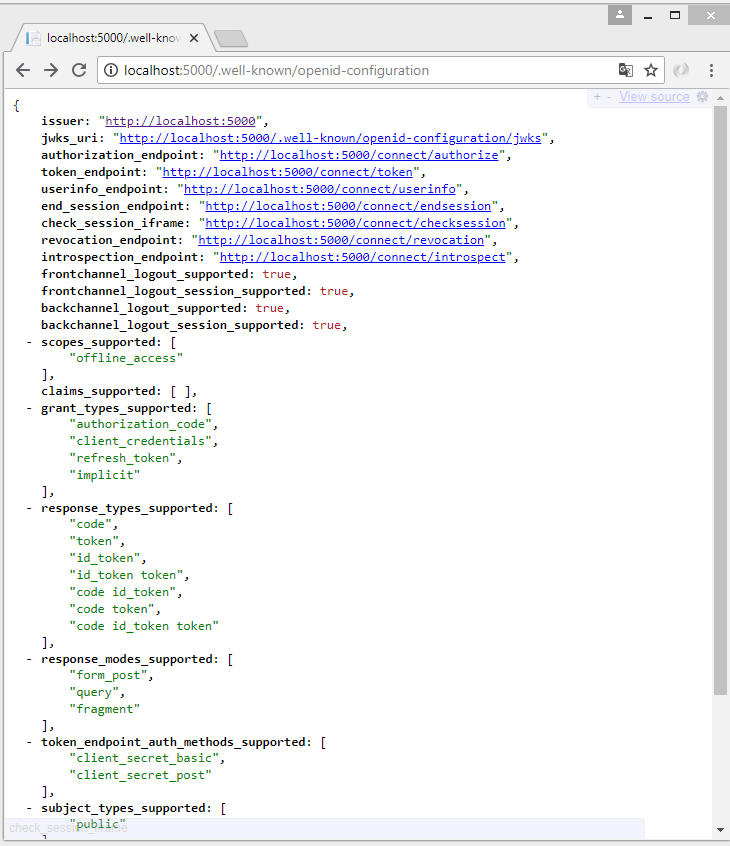 localhost:5000/.well-know
localhost:5000/.well-known/openid-configuration
+ - View source
{
issuer: "http://localhost:5000",
jwks_uri: "http://localhost:5000/.well-known/openid-configuration/jwks",
authorization_endpoint: "http://localhost:5000/connect/authorize",
token_endpoint: "http://localhost:5000/connect/token",
userinfo_endpoint: "http://localhost:5000/connect/userinfo",
end_session_endpoint: "http://localhost:5000/connect/endsession",
check_session_iframe: "http://localhost:5000/connect/checksession",
revocation_endpoint: "http://localhost:5000/connect/revocation",
introspection_endpoint: "http://localhost:5000/connect/introspect",
frontchannel_logout_supported: true,
frontchannel_logout_session_supported: true,
backchannel_logout_supported: true,
backchannel_logout_session_supported: true,
- scopes_supported: [
"offline_access"
],
claims_supported: [ ],
- grant_types_supported: [
"authorization_code",
"client_credentials",
"refresh_token",
"implicit"
],
- response_types_supported: [
"code",
"token",
"id_token",
"id_token token",
"code id_token",
"code token",
"code id_token token"
],
- response_modes_supported: [
"form_post",
"query",
"fragment"
],
- token_endpoint_auth_methods_supported: [
"client_secret_basic",
"client_secret_post"
],
- subject_types_supported: [
"public"
check_session_iframe